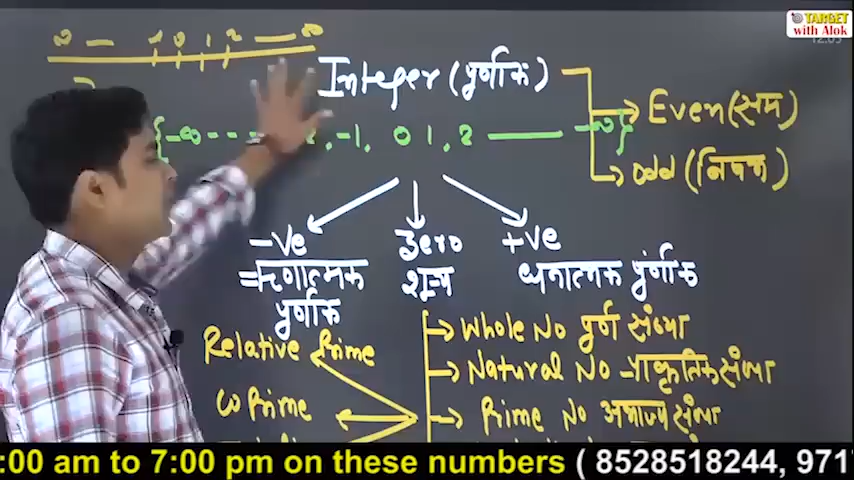 TARGET
with Alok
Integer (पूर्णांक)
Even (सम)
-1, 0 1, 2
odd (विषम)
-ve
Zero
+ve
ऋणात्मक
शून्य
धनात्मक पूर्णांक
पूर्णांक
Whole No पूर्ण संख्या
Relative Prime
Natural No प्राकृतिक संख्या
Co Prime
Prime No अभाज्य संख्या
:00 am to 7:00 pm on these numbers ( 8528518244, 971